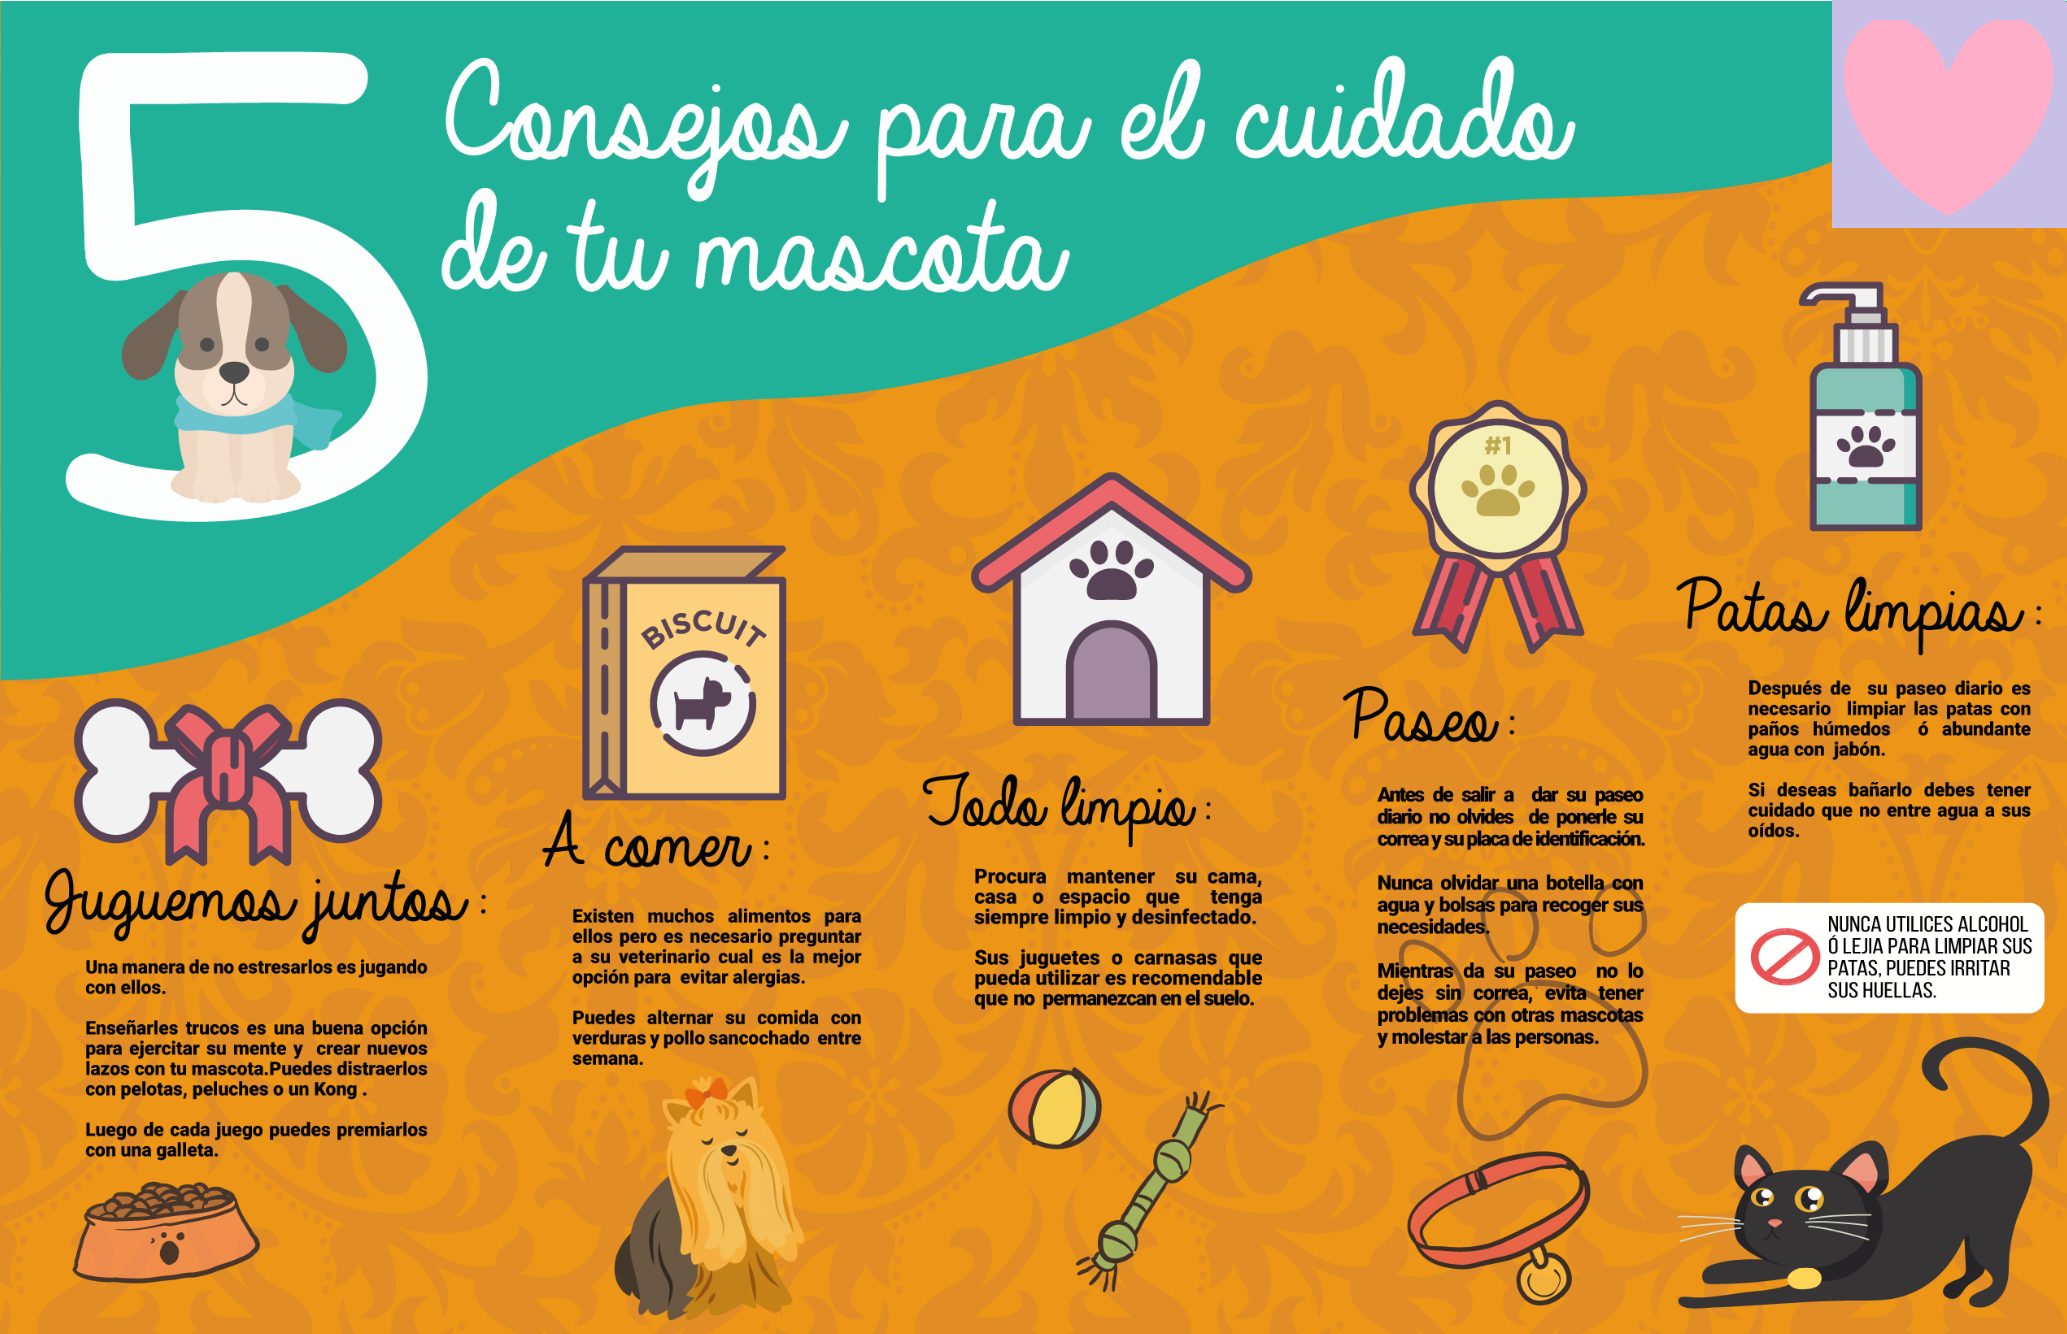 5 Consejos para el cuidado
de tu mascota
Juguemos juntos :
Una manera de no estresarlos es jugando
con ellos.
Enseñarles trucos es una buena opción
para ejercitar su mente y crear nuevos
lazos con tu mascota.Puedes distraerlos
con pelotas, peluches o un Kong .
Luego de cada juego puedes premiarlos
con una galleta.
BISCUIT
A comer :
Existen muchos alimentos para
ellos pero es necesario preguntar
a su veterinario cual es la mejor
opción para evitar alergias.
Puedes alternar su comida con
verduras y pollo sancochado entre
semana.
Todo limpio :
Procura mantener su cama,
casa o espacio que tenga
siempre limpio y desinfectado.
Sus juguetes o carnasas que
pueda utilizar es recomendable
que no permanezcan en el suelo.
#1
Paseo :
Antes de salir a dar su paseo
diario no olvides de ponerle su
correa y su placa de identificación.
Nunca olvidar una botella con
agua y bolsas para recoger sus
necesidades.
Mientras da su paseo no lo
dejes sin correa, evita tener
problemas con otras mascotas
y molestar a las personas.
Patas limpias :
Después de su paseo diario es
necesario limpiar las patas con
paños húmedos ó abundante
agua con jabón.
Si deseas bañarlo debes tener
cuidado que no entre agua a sus
oídos.
NUNCA UTILICES ALCOHOL
Ó LEJIA PARA LIMPIAR SUS
PATAS, PUEDES IRRITAR
SUS HUELLAS.